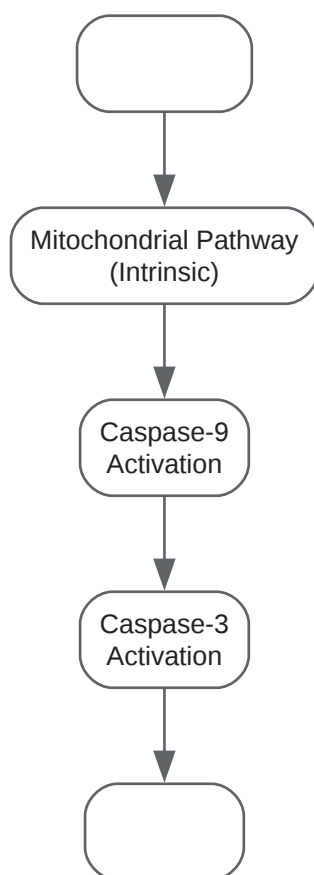 Mitochondrial Pathway
(Intrinsic)
Caspase-9
Activation
Caspase-3
Activation